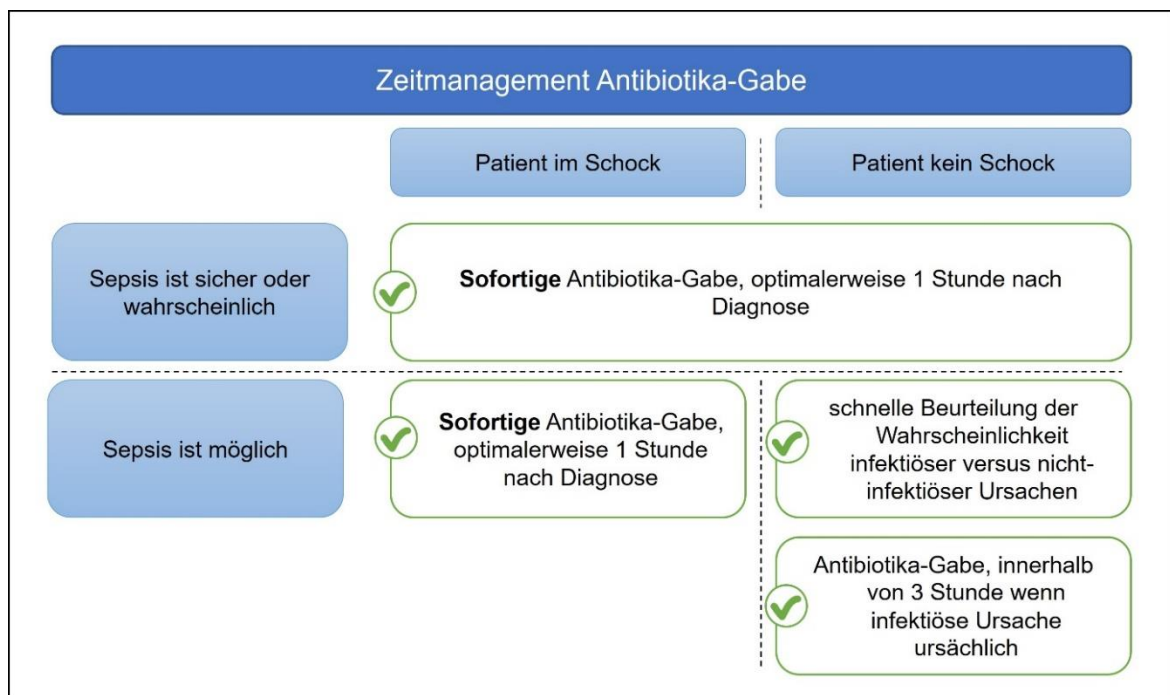 Zeitmanagement Antibiotika-Gabe
Patient im Schock
Patient kein Schock
Sepsis ist sicher oder
wahrscheinlich
Sofortige Antibiotika-Gabe, optimalerweise 1 Stunde nach
Diagnose
Sepsis ist möglich
Sofortige Antibiotika-Gabe,
optimalerweise 1 Stunde
nach Diagnose
schnelle Beurteilung der
Wahrscheinlichkeit
infektiöser versus nicht-
infektiöser Ursachen
Antibiotika-Gabe, innerhalb
von 3 Stunde wenn
infektiöse Ursache
ursächlich